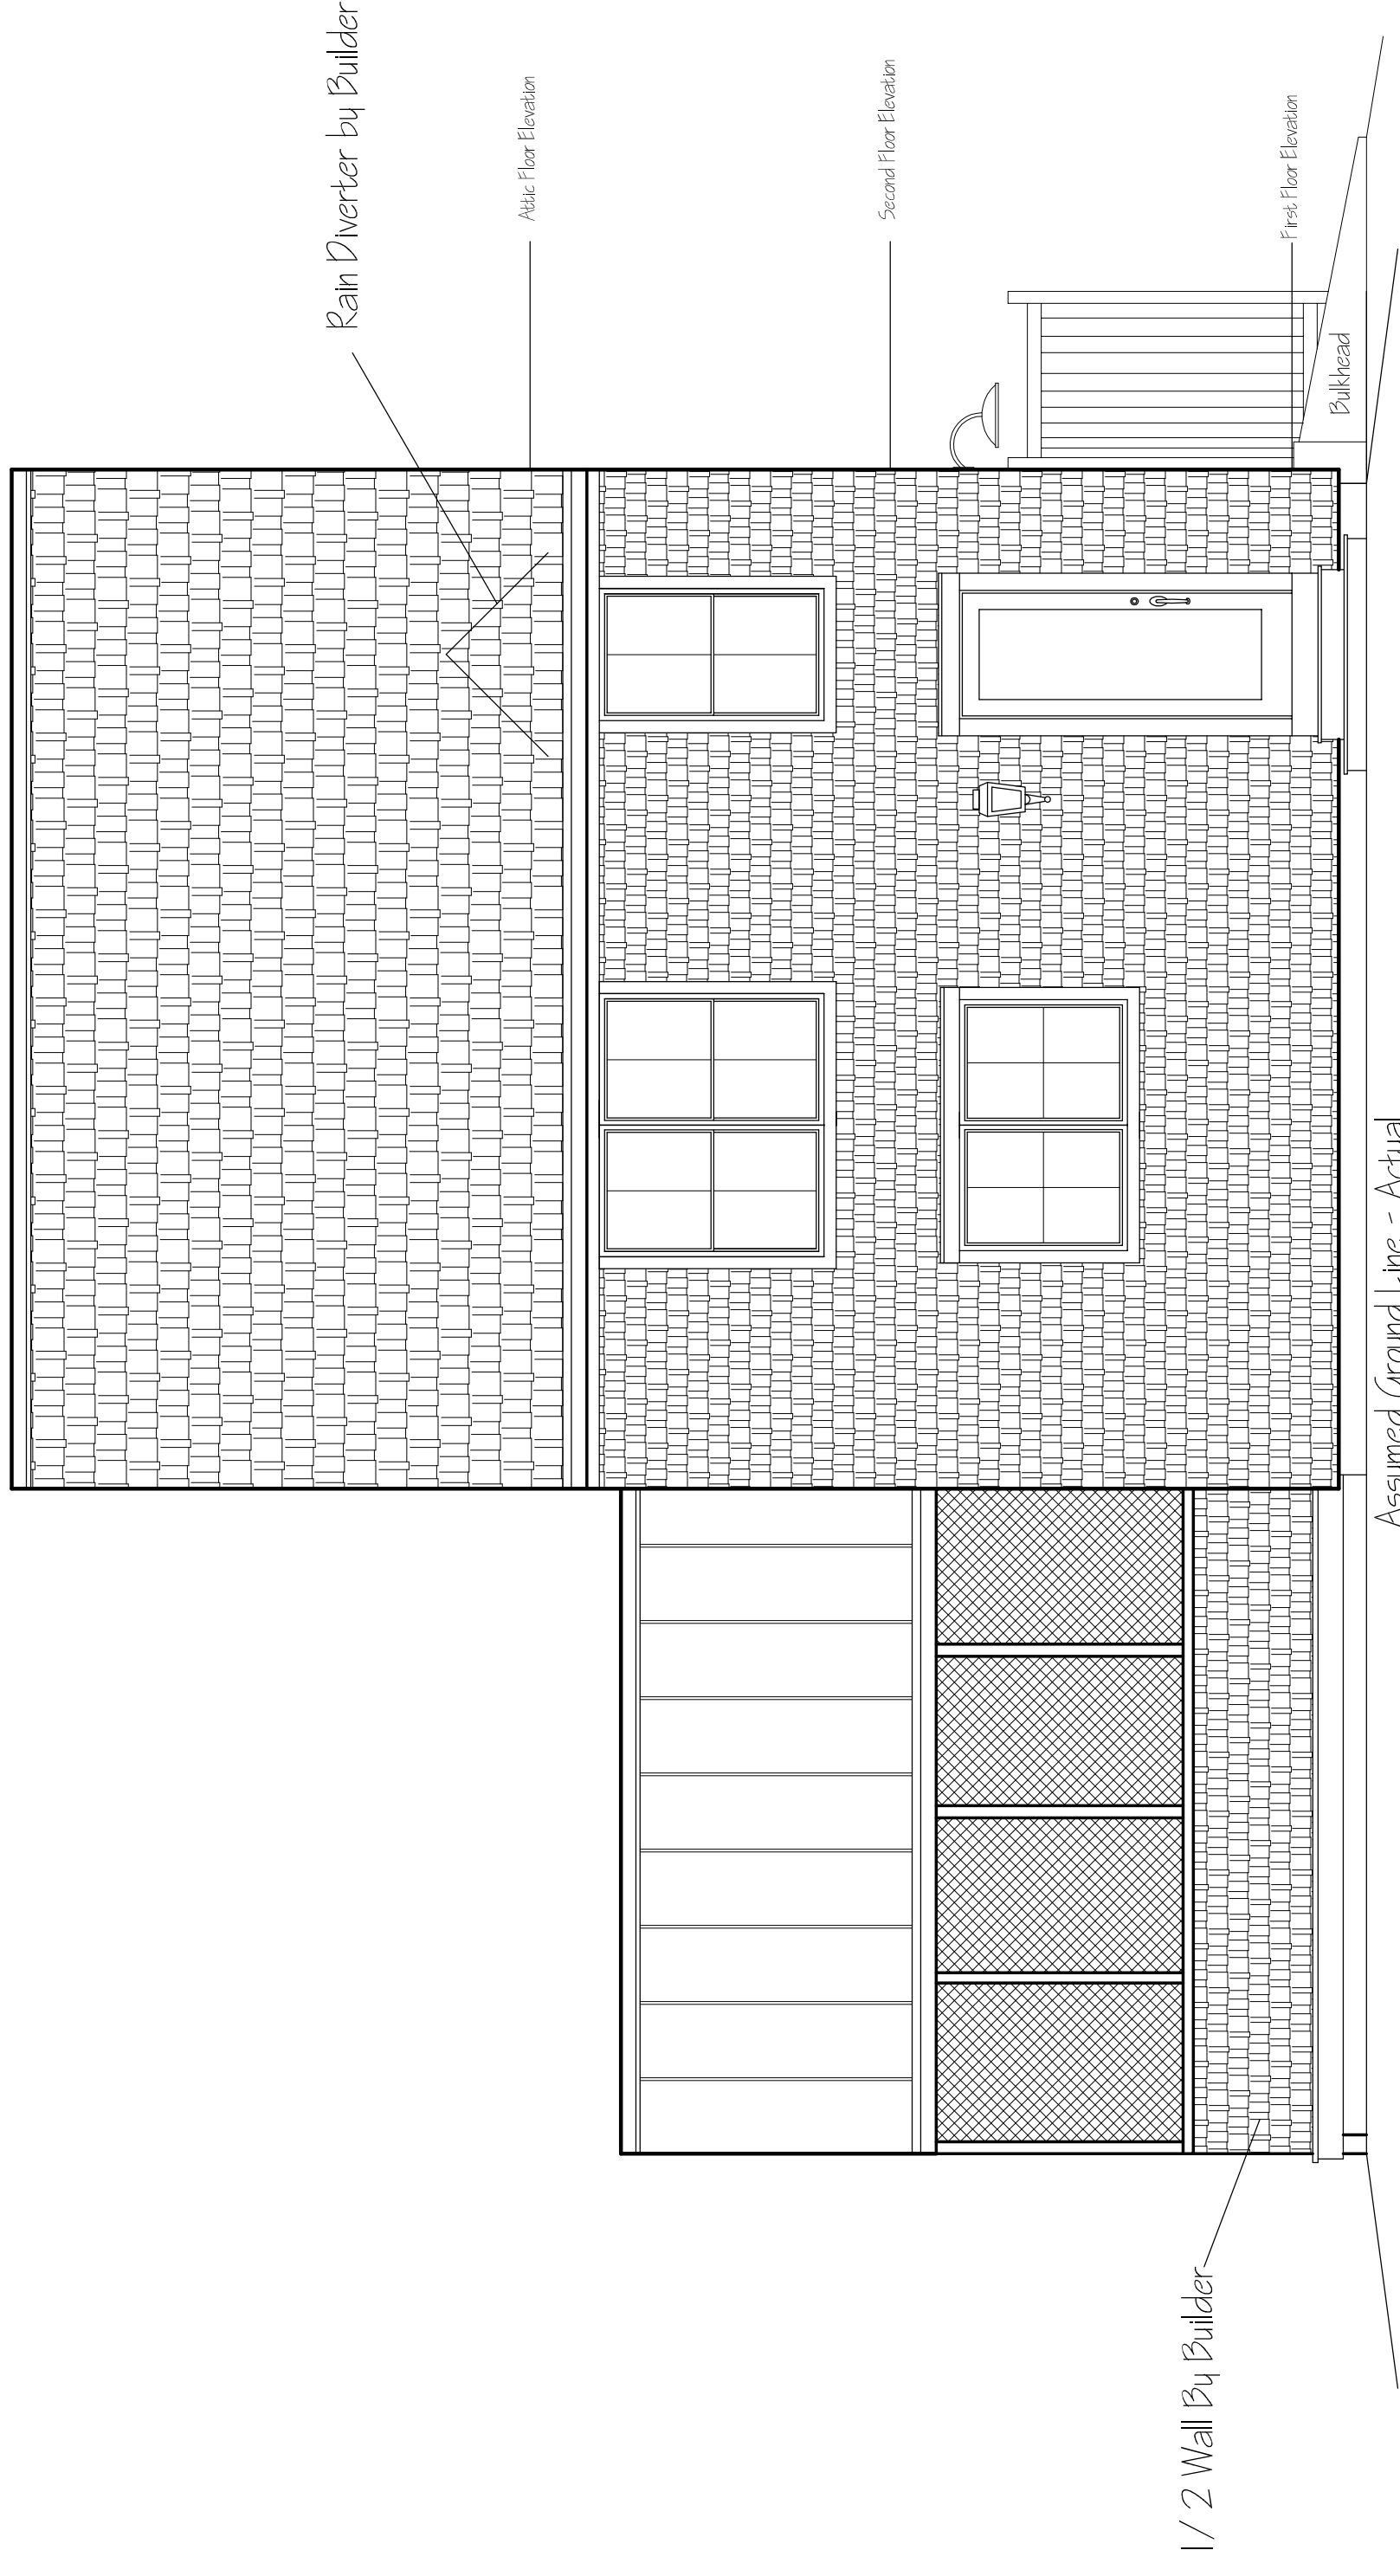 Rain Diverter by Builder
Attic Floor Elevation
Second Floor Elevation
First Floor Elevation
Bulkhead
1/2 Wall By Builder
Assumed Ground Line - Actual